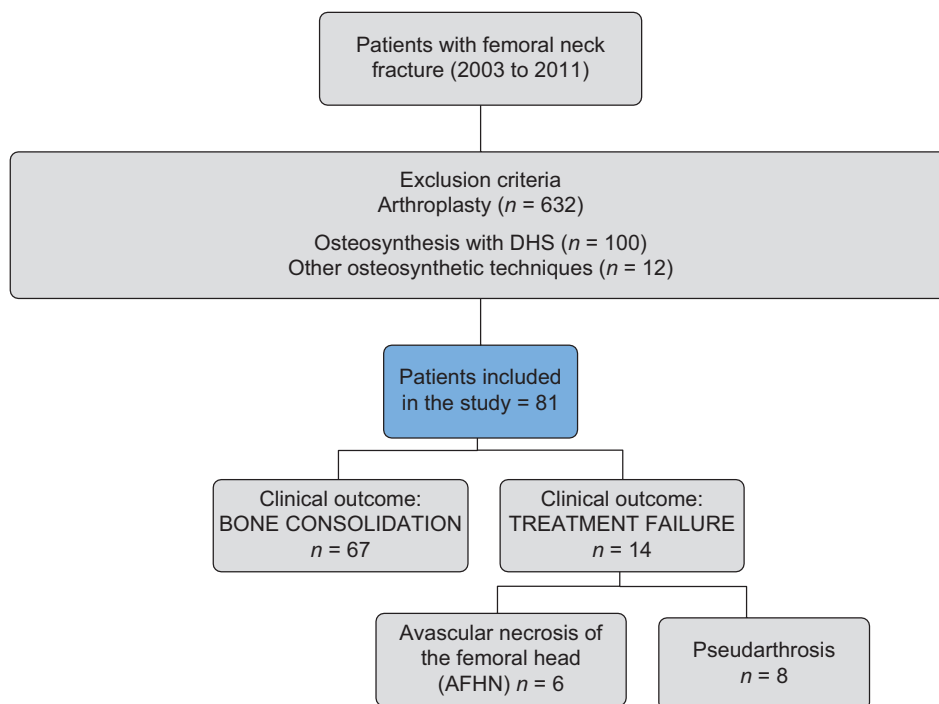 Patients with femoral neck
fracture (2003 to 2011)
Exclusion criteria
Arthroplasty (n = 632)
Osteosynthesis with DHS (n = 100)
Other osteosynthetic techniques (n = 12)
Patients included
in the study = 81
Clinical outcome:
BONE CONSOLIDATION
n = 67
Clinical outcome:
TREATMENT FAILURE
n = 14
Avascular necrosis of
the femoral head
(AFHN) n = 6
Pseudarthrosis
n = 8